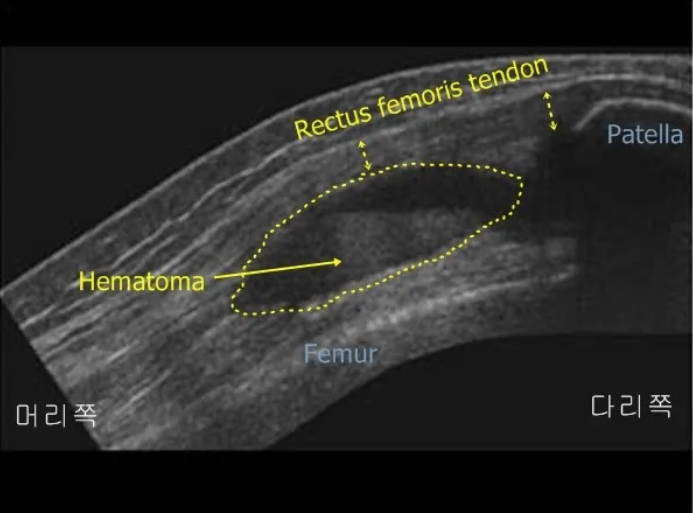 Rectus femoris tendon
Patella
Hematoma
Femur
머리쪽
다리쪽